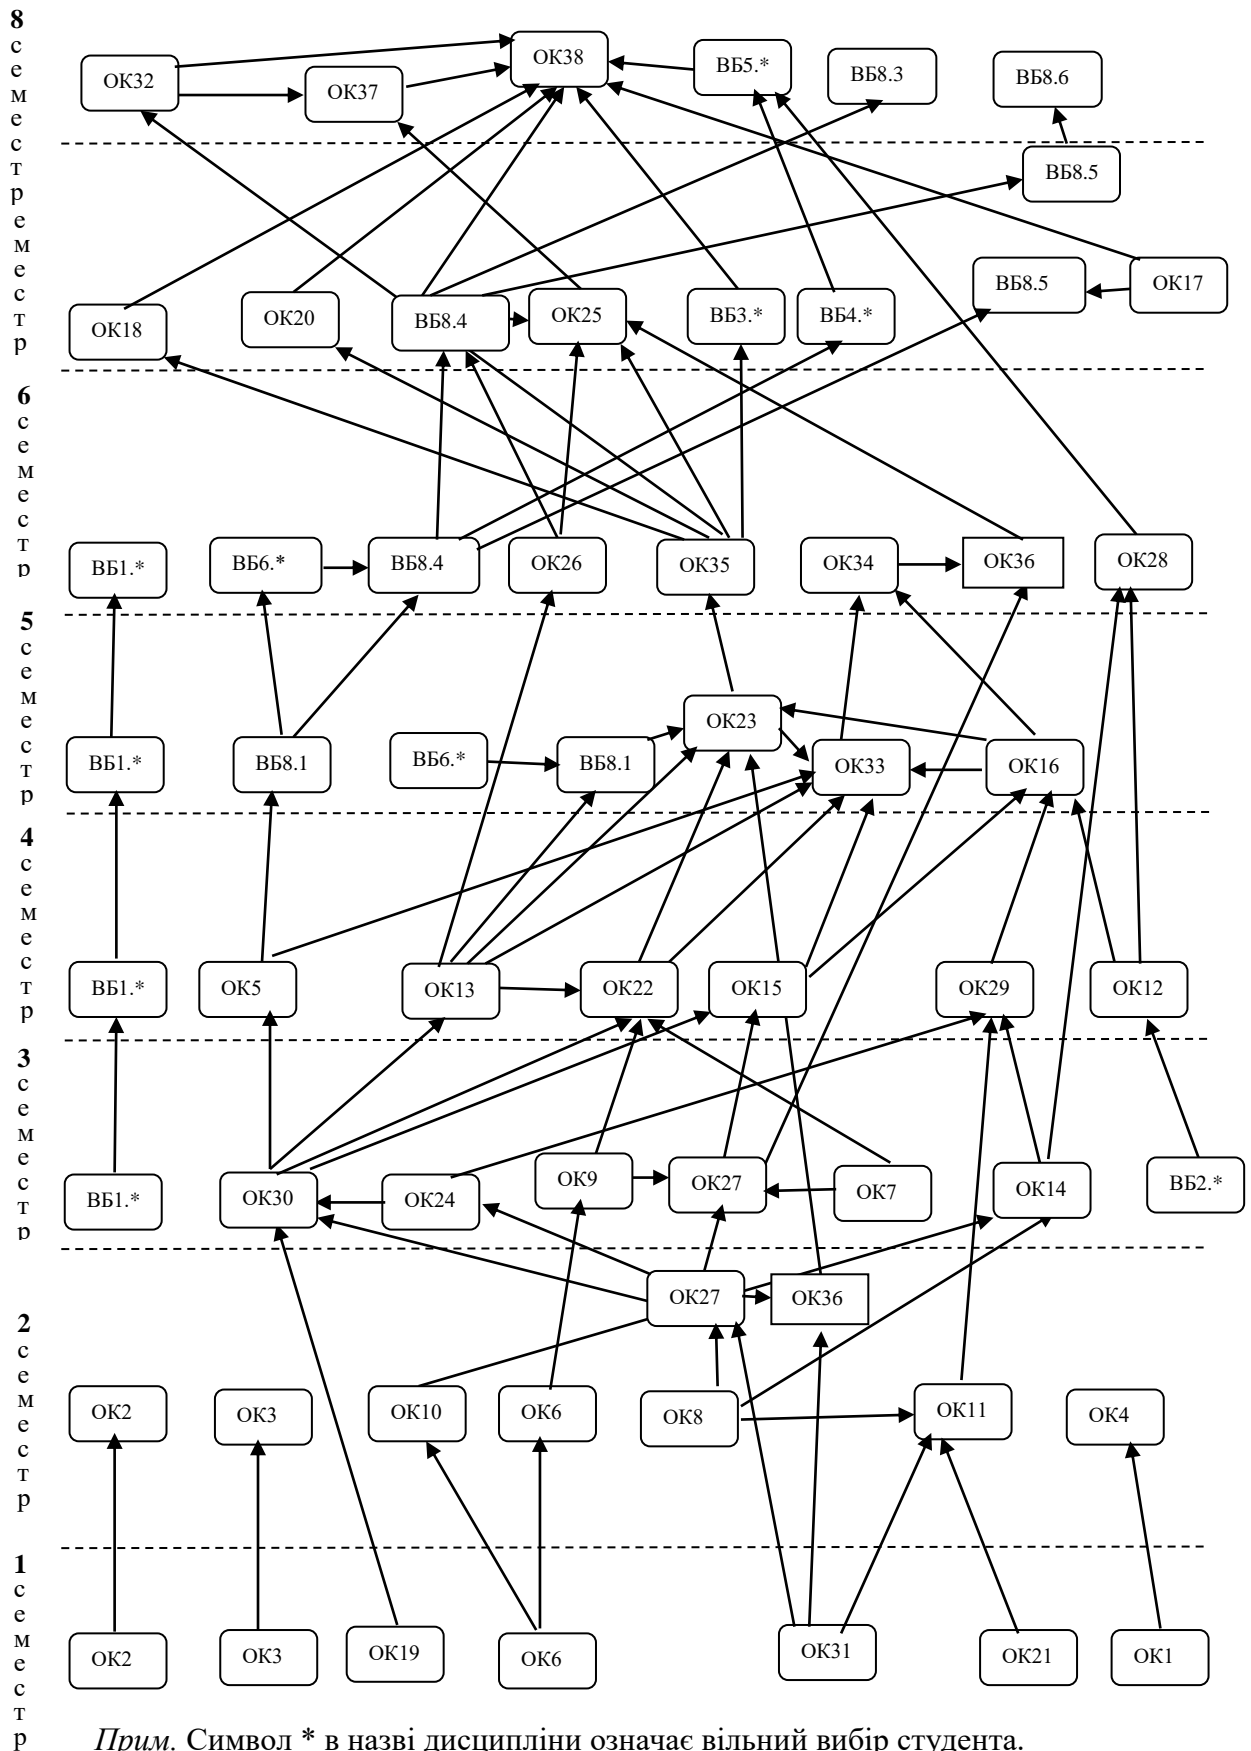 8
семестр
ОК32
ОК37
ОК38
ВБ5.*
ВБ8.3
ВБ8.6
ВБ8.5
еместр
ОК18
ОК20
ВБ8.4
ОК25
ВБ3.*
ВБ4.*
ВБ8.5
ОК17
6
семестр
ВБ1.*
ВБ6.*
ВБ8.4
ОК26
ОК35
ОК34
ОК36
ОК28
5
семестр
ВБ1.*
ВБ8.1
ВБ6.*
ВБ8.1
ОК23
ОК33
ОК16
4
семестр
ВБ1.*
ОК5
ОК13
ОК22
ОК15
ОК29
ОК12
3
семестр
ВБ1.*
ОК30
ОК24
ОК9
ОК27
ОК7
ОК14
ВБ2.*
ОК27
ОК36
2
семестр
ОК2
ОК3
ОК10
ОК6
ОК8
ОК11
ОК4
1
семестр
ОК2
ОК3
ОК19
ОК6
ОК31
ОК21
ОК1
Прим. Символ * в назві дисципліни означає вільний вибір студента.